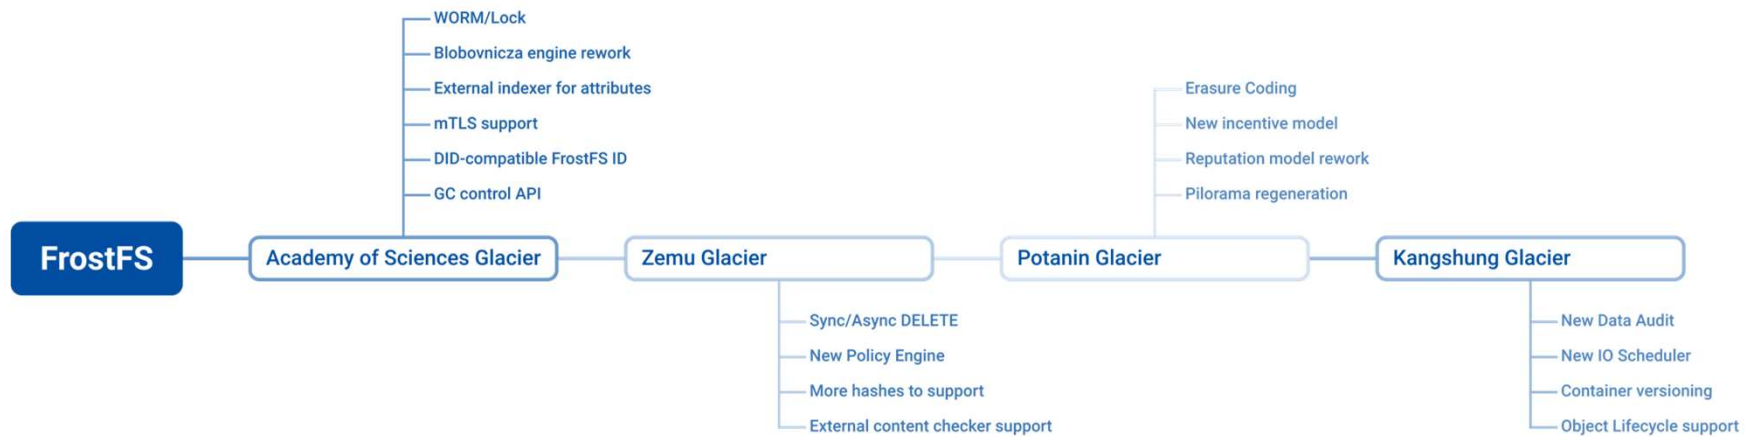 FrostFS
Academy of Sciences Glacier
WORM/Lock
Blobovnicza engine rework
External indexer for attributes
mTLS support
DID-compatible FrostFS ID
GC control API
Zemu Glacier
Sync/Async DELETE
New Policy Engine
More hashes to support
External content checker support
Potanin Glacier
Erasure Coding
New incentive model
Reputation model rework
Pilorama regeneration
Kangshung Glacier
New Data Audit
New IO Scheduler
Container versioning
Object Lifecycle support